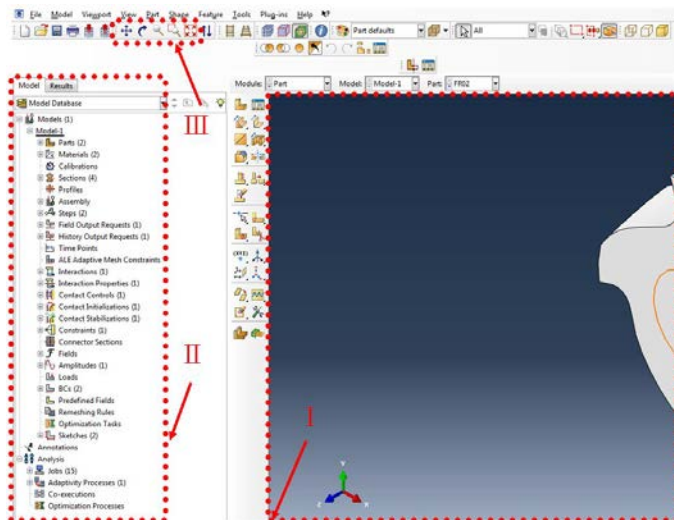 File Model Viewport View Part Shape Feature Tools Plug-ins Help
Part defaults All
Model Results
Module: Part Model: Model-1 Part: FR02
III
Model Database
Models (1)
Model-1
Parts (2)
Materials (2)
Calibrations
Sections (4)
Profiles
Assembly
Steps (2)
Field Output Requests (1)
History Output Requests (1)
Time Points
ALE Adaptive Mesh Constraints
Interactions (1)
Interaction Properties (1)
Contact Controls (1)
Contact Initializations (1)
Contact Stabilizations (1)
Constraints (1)
Connector Sections
Fields
II
Amplitudes (1)
Loads
BCs (2)
Predefined Fields
Remeshing Rules
Optimization Tasks
I
Sketches (2)
Annotations
Analysis
Jobs (15)
Adaptivity Processes (1)
Co-executions
Optimization Processes
Y
Z X